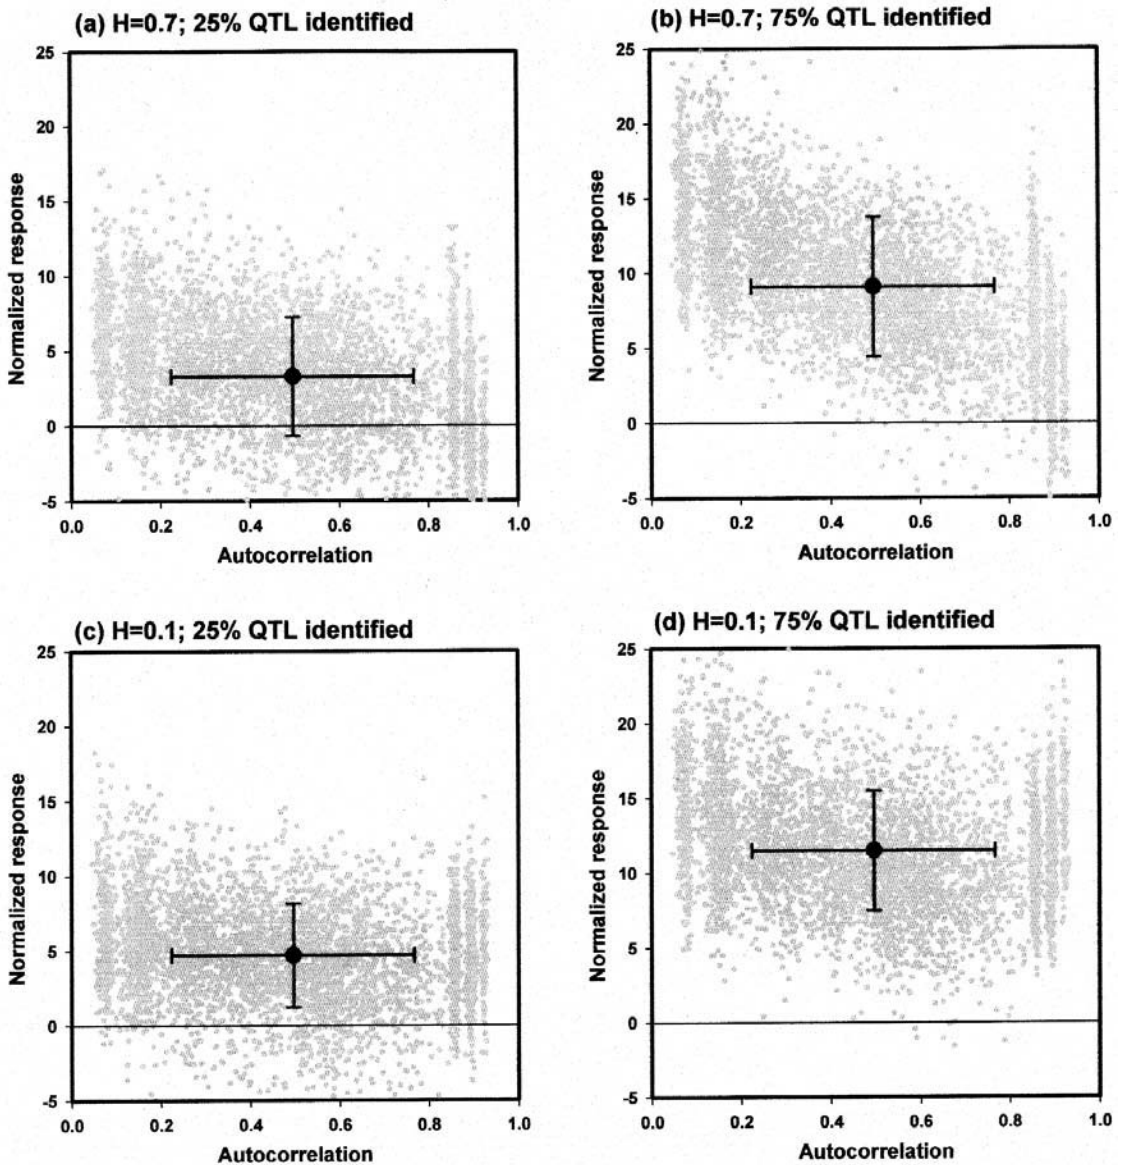 (a) H=0.7; 25% QTL identified
25
20
15
10
5
0
-5
Normalized response
0.0 0.2 0.4 0.6 0.8 1.0
Autocorrelation
(b) H=0.7; 75% QTL identified
25
20
15
10
5
0
-5
Normalized response
0.0 0.2 0.4 0.6 0.8 1.0
Autocorrelation
(c) H=0.1; 25% QTL identified
25
20
15
10
5
0
-5
Normalized response
0.0 0.2 0.4 0.6 0.8 1.0
Autocorrelation
(d) H=0.1; 75% QTL identified
25
20
15
10
5
0
-5
Normalized response
0.0 0.2 0.4 0.6 0.8 1.0
Autocorrelation